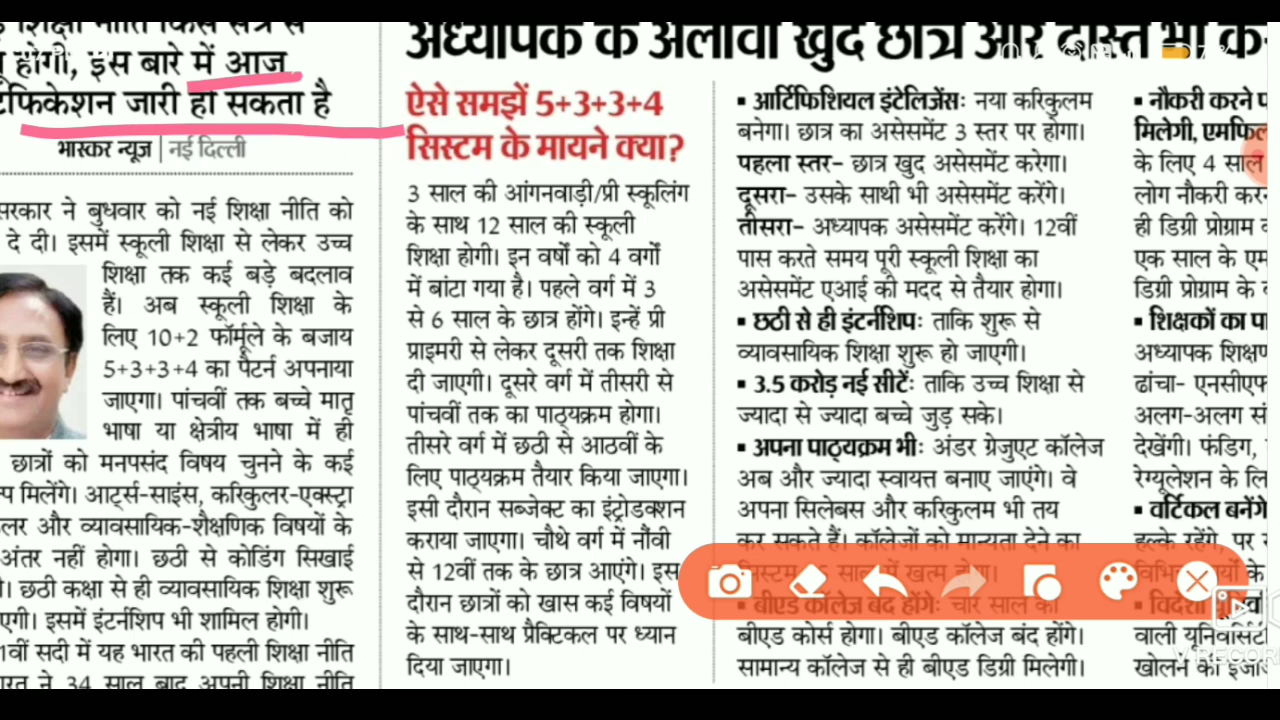 शिक्षा नीति किस सत्र से
होगी, इस बारे में आज
टिफिकेशन जारी हो सकता है
भास्कर न्यूज | नई दिल्ली
सरकार ने बुधवार को नई शिक्षा नीति को
दे दी। इसमें स्कूली शिक्षा से लेकर उच्च
शिक्षा तक कई बड़े बदलाव
हैं। अब स्कूली शिक्षा के
लिए 10+2 फॉर्मूले के बजाय
5+3+3+4 का पैटर्न अपनाया
जाएगा। पांचवीं तक बच्चे मातृ
भाषा या क्षेत्रीय भाषा में ही
छात्रों को मनपसंद विषय चुनने के कई
मिलेंगे। आर्ट्स-साइंस, करिकुलर-एक्स्ट्रा
लर और व्यावसायिक-शैक्षणिक विषयों के
अंतर नहीं होगा। छठी से कोडिंग सिखाई
। छठी कक्षा से ही व्यावसायिक शिक्षा शुरू
एगी। इसमें इंटर्नशिप भी शामिल होगी।
1वीं सदी में यह भारत की पहली शिक्षा नीति
ने 34 साल बाद अपनी शिक्षा नीति
अध्यापक के अलावा खुद छात्र और दोस्त भी
ऐसे समझें 5+3+3+4
सिस्टम के मायने क्या?
3 साल की आंगनवाड़ी/प्री स्कूलिंग
के साथ 12 साल की स्कूली
शिक्षा होगी। इन वर्षों को 4 वर्गों
में बांटा गया है। पहले वर्ग में 3
से 6 साल के छात्र होंगे। इन्हें प्री
प्राइमरी से लेकर दूसरी तक शिक्षा
दी जाएगी। दूसरे वर्ग में तीसरी से
पांचवीं तक का पाठ्यक्रम होगा।
तीसरे वर्ग में छठी से आठवीं के
लिए पाठ्यक्रम तैयार किया जाएगा।
इसी दौरान सब्जेक्ट का इंट्रोडक्शन
कराया जाएगा। चौथे वर्ग में नौंवी
से 12वीं तक के छात्र आएंगे। इस
दौरान छात्रों को खास कई विषयों
के साथ-साथ प्रैक्टिकल पर ध्यान
दिया जाएगा।
▪ आर्टिफिशियल इंटेलिजेंस: नया करिकुलम
बनेगा। छात्र का असेसमेंट 3 स्तर पर होगा।
पहला स्तर- छात्र खुद असेसमेंट करेगा।
दूसरा- उसके साथी भी असेसमेंट करेंगे।
तीसरा- अध्यापक असेसमेंट करेंगे। 12वीं
पास करते समय पूरी स्कूली शिक्षा का
असेसमेंट एआई की मदद से तैयार होगा।
▪ छठी से ही इंटर्नशिप: ताकि शुरू से
व्यावसायिक शिक्षा शुरू हो जाएगी।
▪ 3.5 करोड़ नई सीटें: ताकि उच्च शिक्षा से
ज्यादा से ज्यादा बच्चे जुड़ सके।
▪ अपना पाठ्यक्रम भी: अंडर ग्रेजुएट कॉलेज
अब और ज्यादा स्वायत्त बनाए जाएंगे। वे
अपना सिलेबस और करिकुलम भी तय
कर सकते हैं। कॉलेजों को मान्यता देने का
सिस्टम 15 साल में खत्म होगा।
▪ बीएड कॉलेज बंद होंगे: चार साल का
बीएड कोर्स होगा। बीएड कॉलेज बंद होंगे।
सामान्य कॉलेज से ही बीएड डिग्री मिलेगी।
▪ नौकरी करने
मिलेगी, एमफिल
के लिए 4 साल
लोग नौकरी
ही डिग्री प्रोग्राम
एक साल के
डिग्री प्रोग्राम के
▪ शिक्षकों का
अध्यापक
ढांचा-
अलग-अलग
देखेंगी। फंडिंग,
रेग्यूलेशन के
▪ वर्टिकल बनेंगे
हल्के रहेंगे, पर
▪ विदेशी
वाली
खोलने की